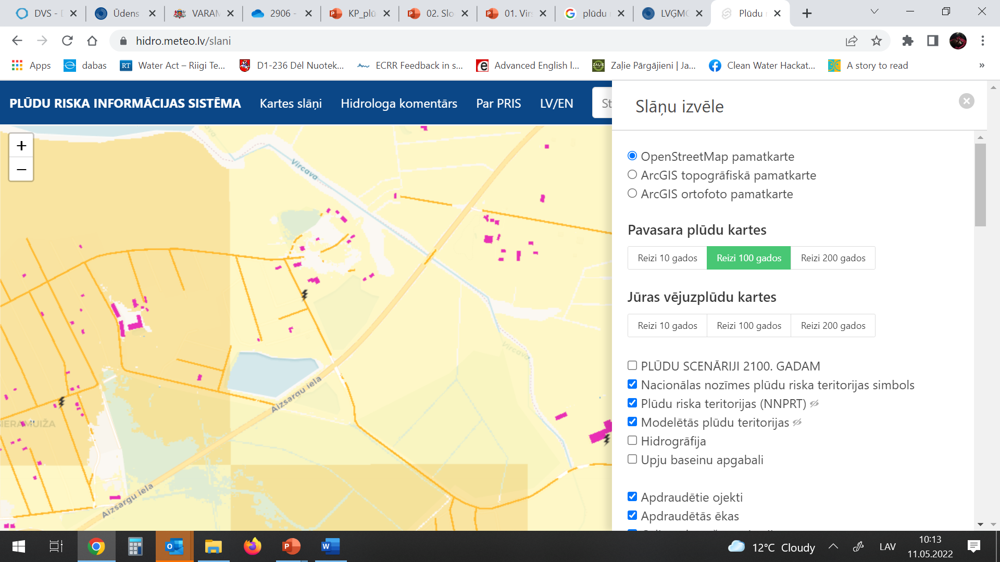 DVS -
Ūdens
VARAM
2906 -
KP_plū
02. Slo
01. Virs
plūdu
LVĢMC
Plūdu
hidro.meteo.lv/slani
Apps
dabas
RT
Water Act – Riigi Te...
D1-236 Dėl Nuotek...
ECRR Feedback in s...
Advanced English l...
Zaļie Pārgājieni | Ja...
Clean Water Hackat...
A story to read
»
PLŪDU RISKA INFORMĀCIJAS SISTĒMA
Kartes slāņi
Hidrologa komentārs
Par PRIS
LV/EN
St
Slāņu izvēle
+
−
Vircava
Vircava
Vircava
Aizsargu iela
Aizsargu iela
SIERAMUIŽA
OpenStreetMap pamatkarte
ArcGIS topogrāfiskā pamatkarte
ArcGIS ortofoto pamatkarte
Pavasara plūdu kartes
Reizi 10 gados Reizi 100 gados Reizi 200 gados
Jūras vējuzplūdu kartes
Reizi 10 gados Reizi 100 gados Reizi 200 gados
PLŪDU SCENĀRIJI 2100. GADAM
Nacionālas nozīmes plūdu riska teritorijas simbols
Plūdu riska teritorijas (NNPRT)
Modelētās plūdu teritorijas
Hidrogrāfija
Upju baseinu apgabali
Apdraudētie ojekti
Apdraudētās ēkas
12°C Cloudy
LAV
10:13
11.05.2022